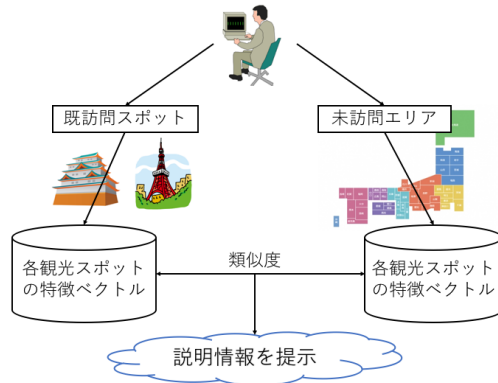 既訪問スポット
未訪問エリア
各観光スポット
の特徴ベクトル
類似度
各観光スポット
の特徴ベクトル
説明情報を提示